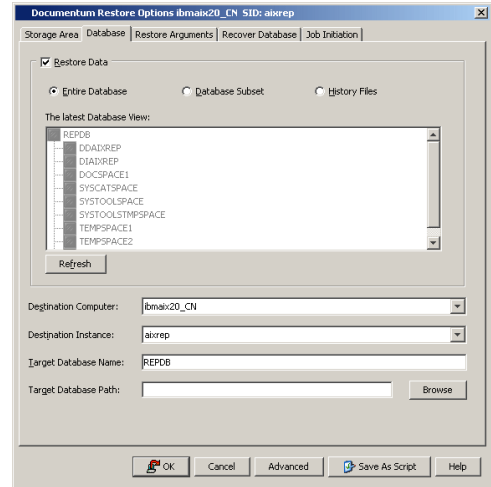 Documentum Restore Options ibmaix20_CN SID: aixrep
Storage Area Database Restore Arguments Recover Database Job Initiation
Restore Data
Entire Database Database Subset History Files
The latest Database View:
REPDB
DDAIXREP
DIAIXREP
DOCSPACE1
SYSCATSPACE
SYSTOOLSPACE
SYSTOOLSTMPSPACE
TEMPSPACE1
TEMPSPACE2
Refresh
Destination Computer: ibmaix20_CN
Destination Instance: aixrep
Target Database Name: REPDB
Target Database Path: Browse
OK Cancel Advanced Save As Script Help